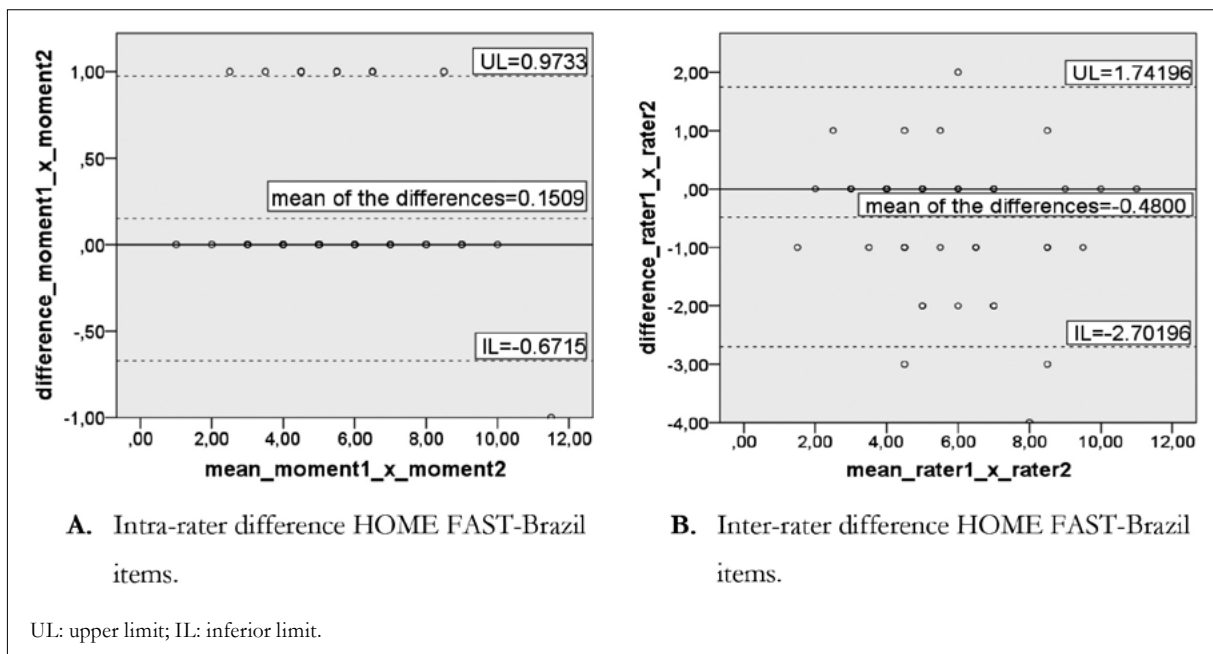 UL=0.9733
1,00
,50
mean of the differences=0.1509
,00
-,50
IL=-0.6715
-1,00
,00 2,00 4,00 6,00 8,00 10,00 12,00
difference_moment1_x_moment2
mean_moment1_x_moment2
A. Intra-rater difference HOME FAST-Brazil
items.
2,00
UL=1.74196
1,00
,00
mean of the differences=-0.4800
-1,00
-2,00
IL=-2.70196
-3,00
-4,00
,00 2,00 4,00 6,00 8,00 10,00 12,00
difference_rater1_x_rater2
mean_rater1_x_rater2
B. Inter-rater difference HOME FAST-Brazil
items.
UL: upper limit; IL: inferior limit.